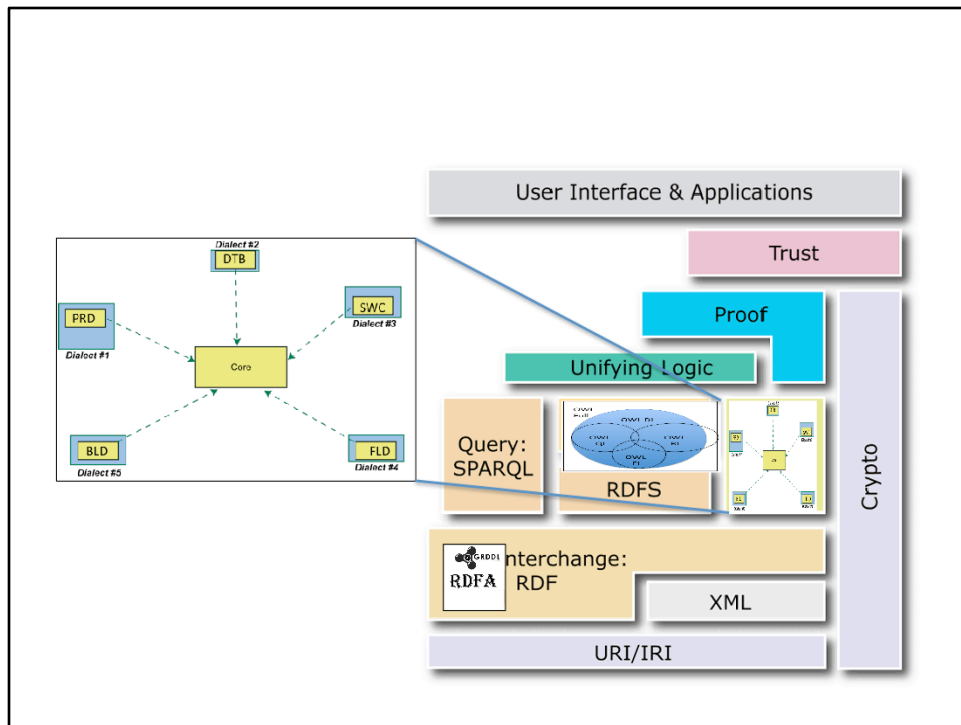 User Interface & Applications
Trust
Proof
Unifying Logic
Crypto
Dialect #2
DTB
PRD
Dialect #1
SWC
Dialect #3
Core
BLD
Dialect #5
FLD
Dialect #4
Query:
SPARQL
OWL
OWL DL
OWL
OWL
OWL
RDFS
GRDDL
RDFA
nterchange:
RDF
XML
URI/IRI